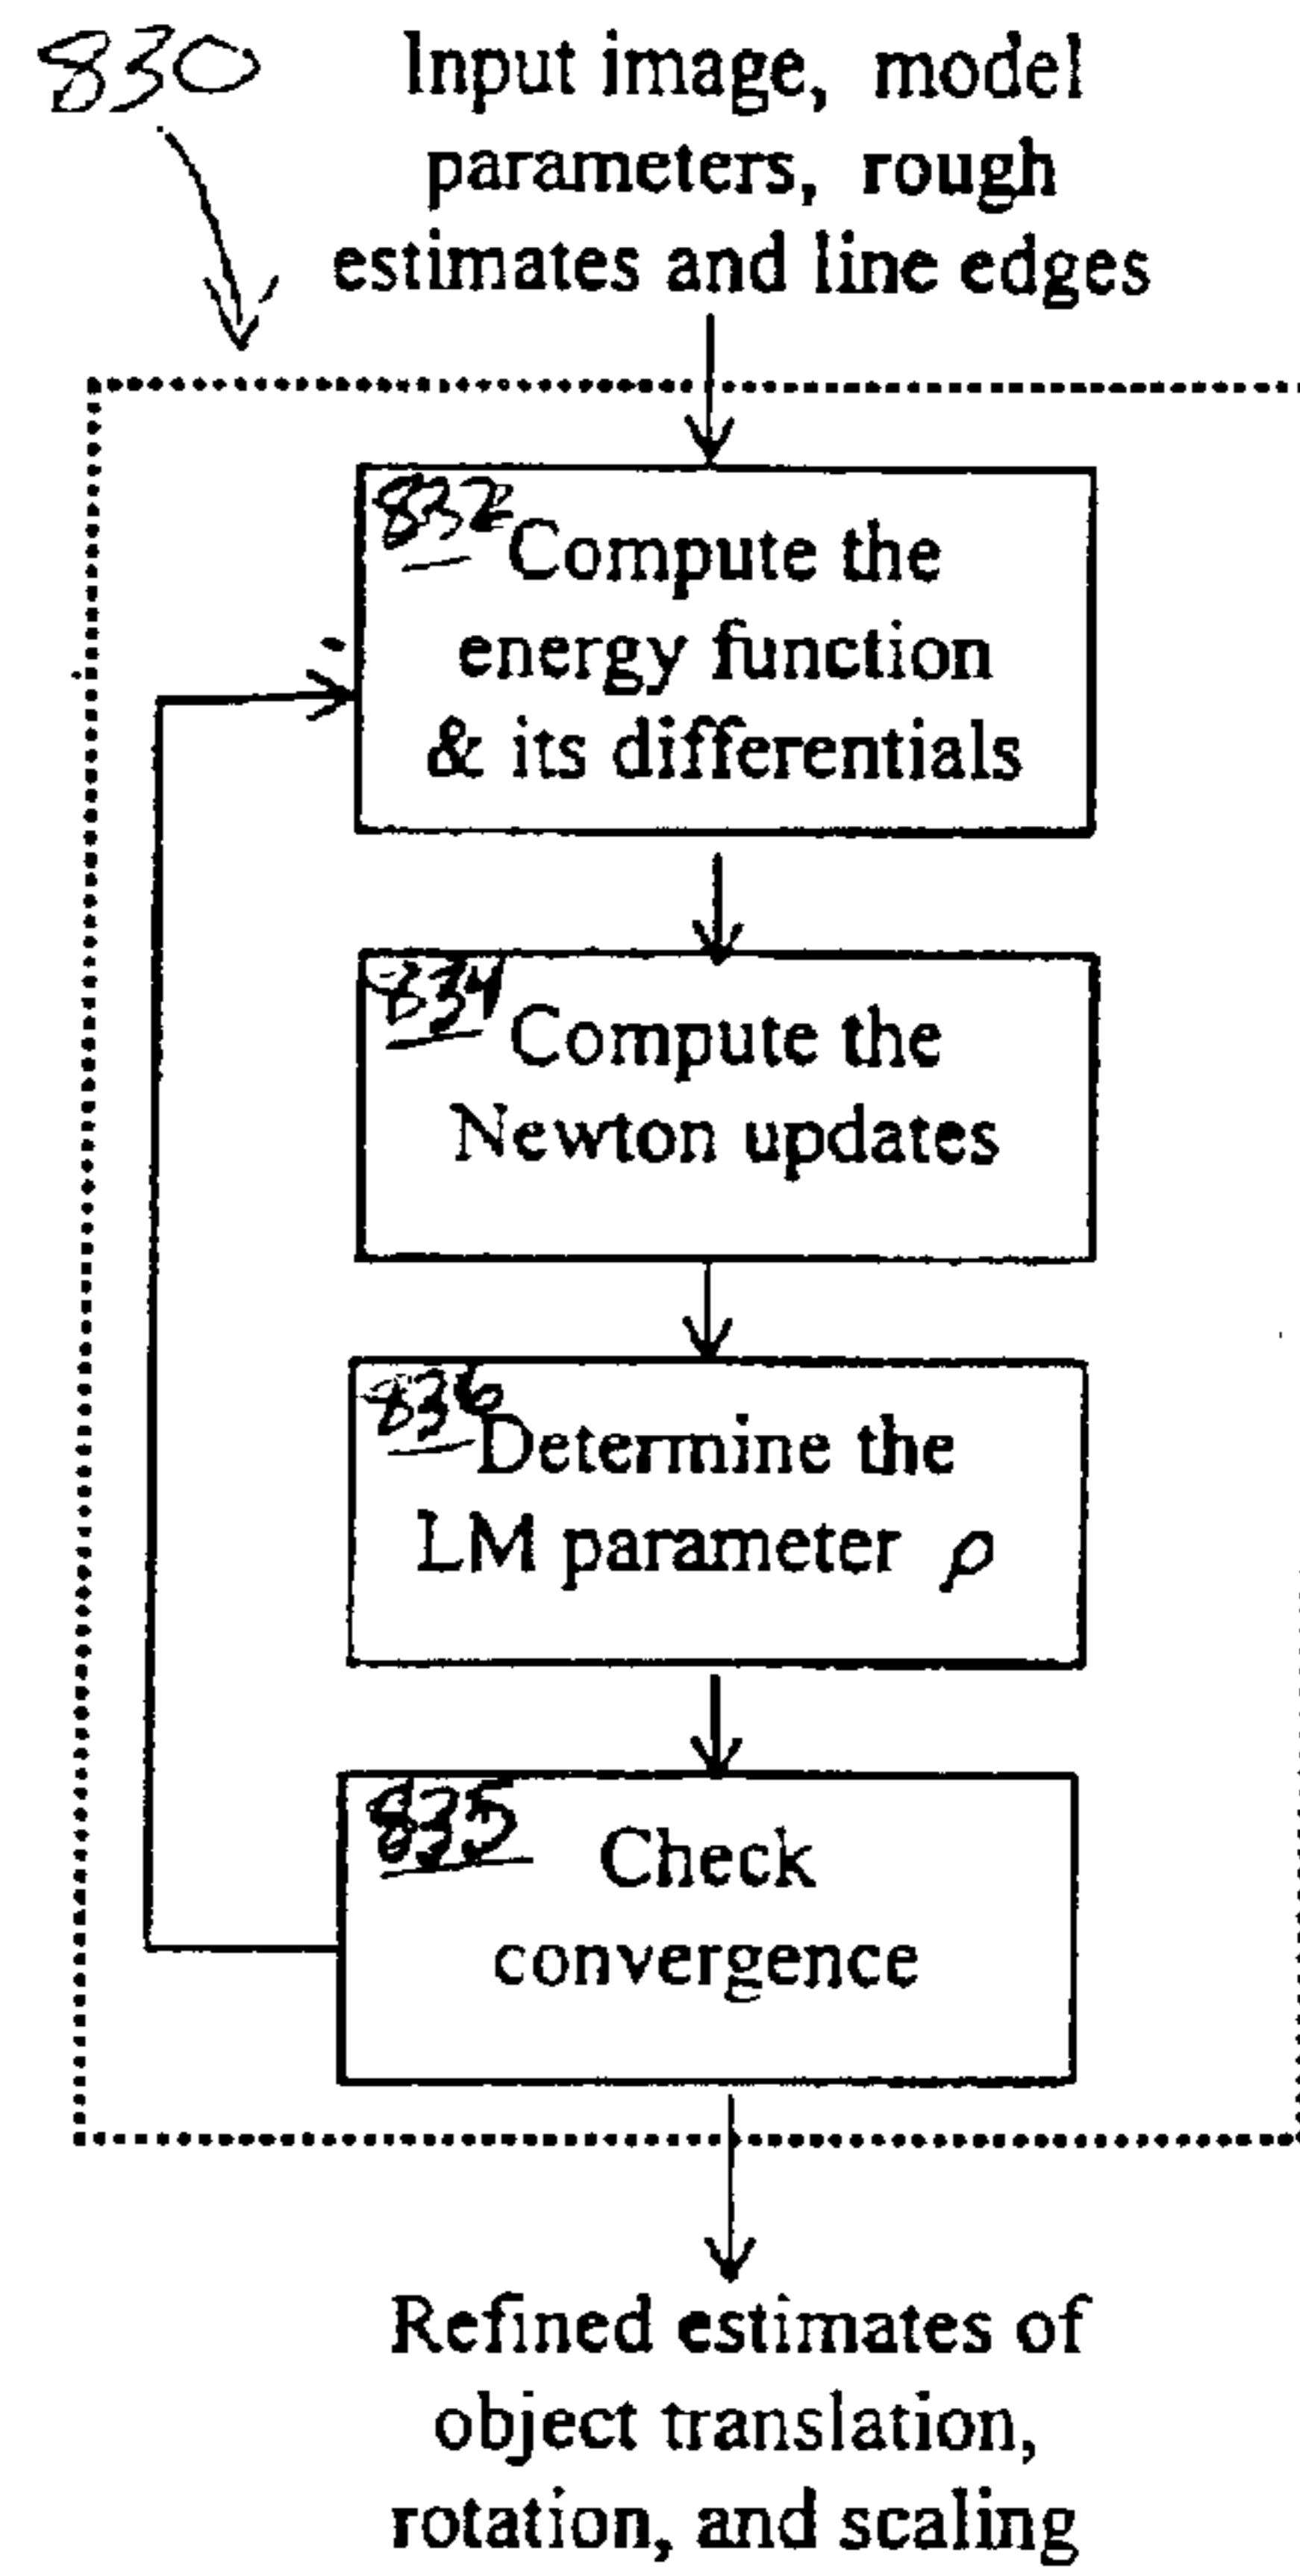 830
Input image, model
parameters, rough
estimates and line edges
832
Compute the
energy function
& its differentials
834
Compute the
Newton updates
836
Determine the
LM parameter ρ
835
Check
convergence
Refined estimates of
object translation,
rotation, and scaling